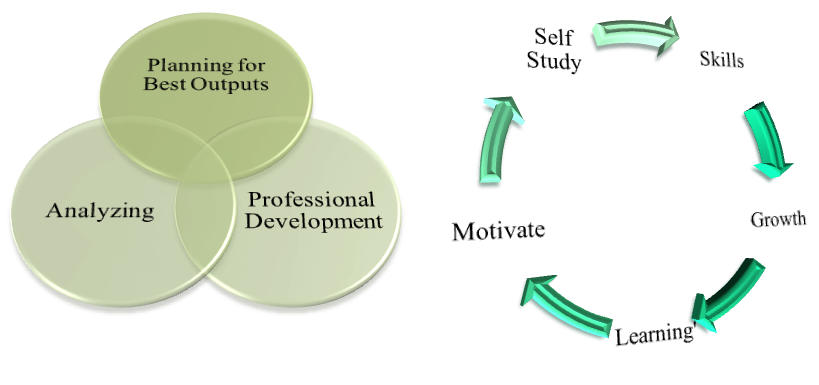 Planning for
Best Outputs
Analyzing
Professional
Development
Self
Study
Skills
Growth
Learning'
Motivate